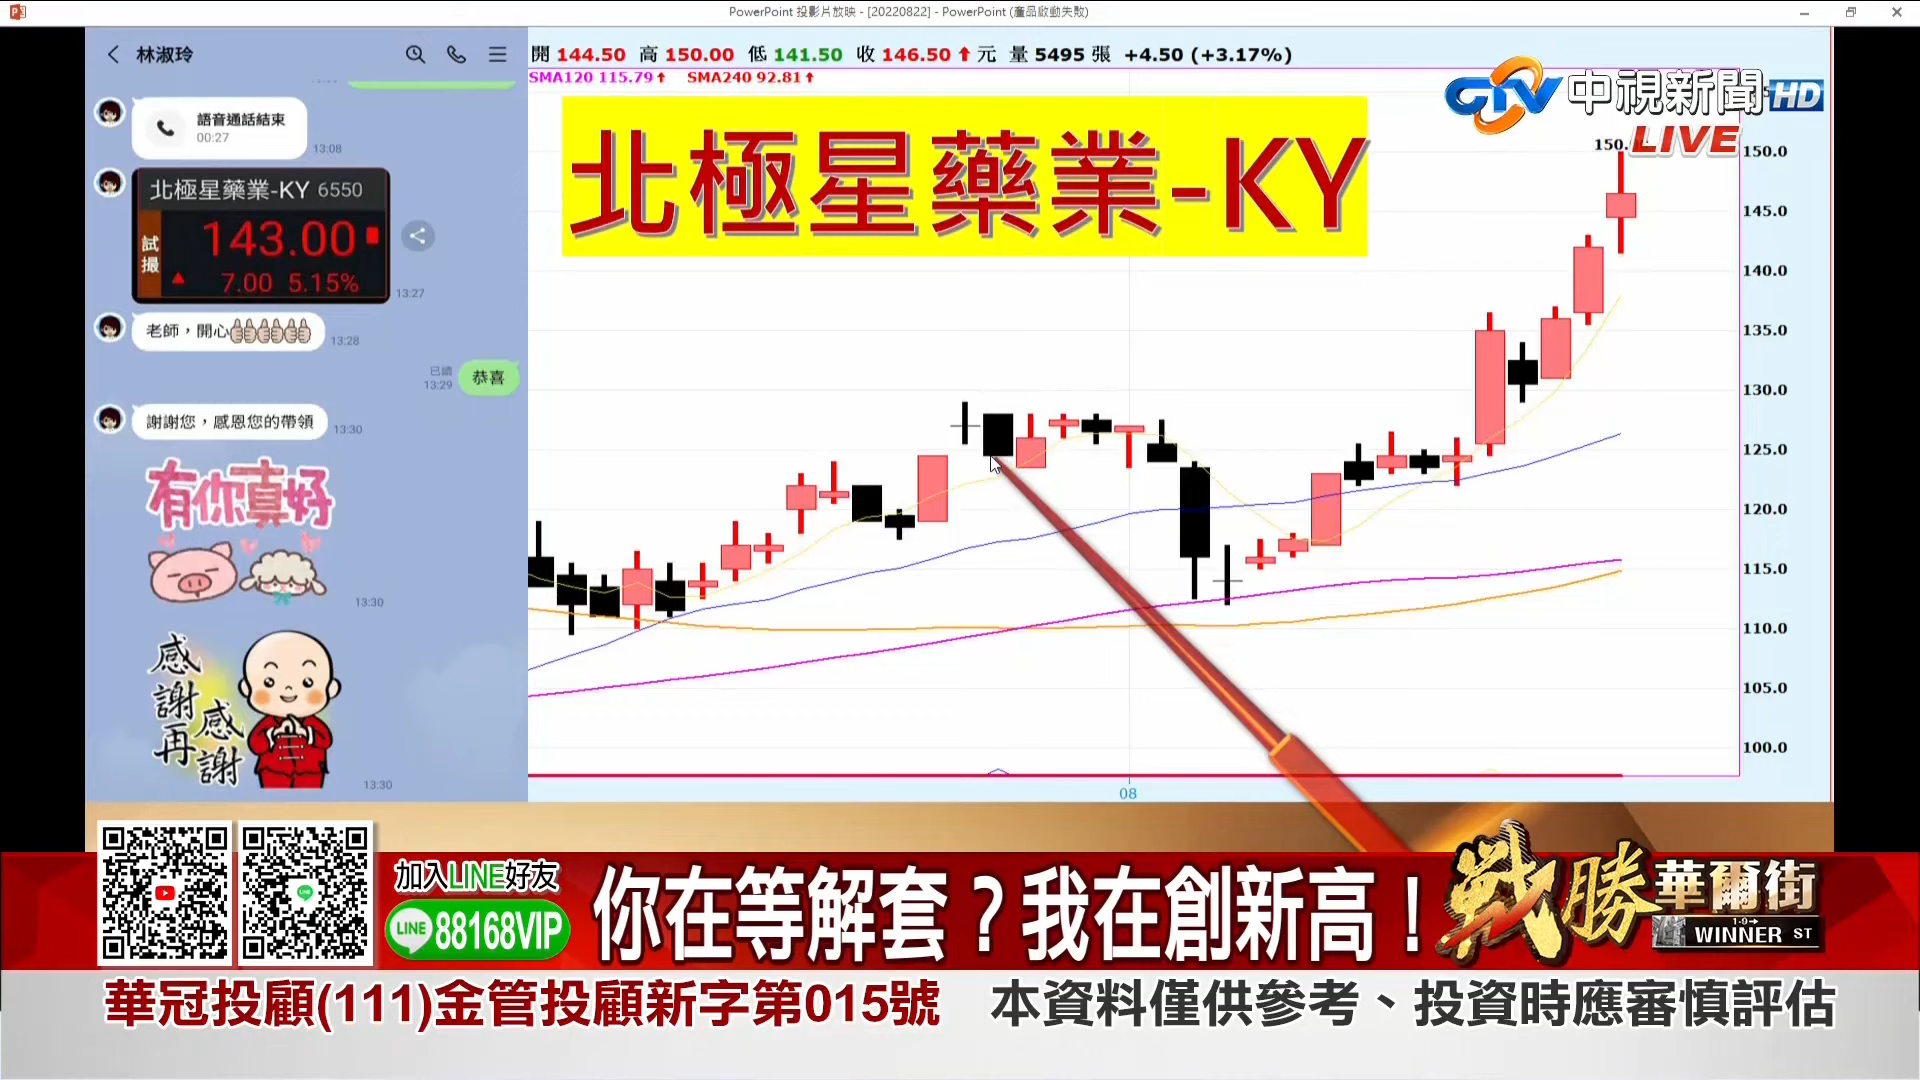 PowerPoint 投影片放映 - [20220822] - PowerPoint (產品啟動失敗)
林淑玲
語音通話結束
00:27
13:08
北極星藥業-KY 6550
試撮
143.00
7.00 5.15%
13:27
老師，開心
13:28
已讀
13:29
恭喜
謝謝您，感恩您的帶領
13:30
有你真好
13:30
感謝再感謝
13:30
開 144.50 高 150.00 低 141.50 收 146.50 元 量 5495 張 +4.50 (+3.17%)
SMA120 115.79 SMA240 92.81
北極星藥業-KY
CTV 中視新聞 HD
LIVE
150.0
145.0
140.0
135.0
130.0
125.0
120.0
115.0
110.0
105.0
100.0
08
加入LINE好友
LINE 88168VIP
你在等解套？我在創新高！
戰勝華爾街
WINNER ST
華冠投顧(111)金管投顧新字第015號 本資料僅供參考、投資時應審慎評估